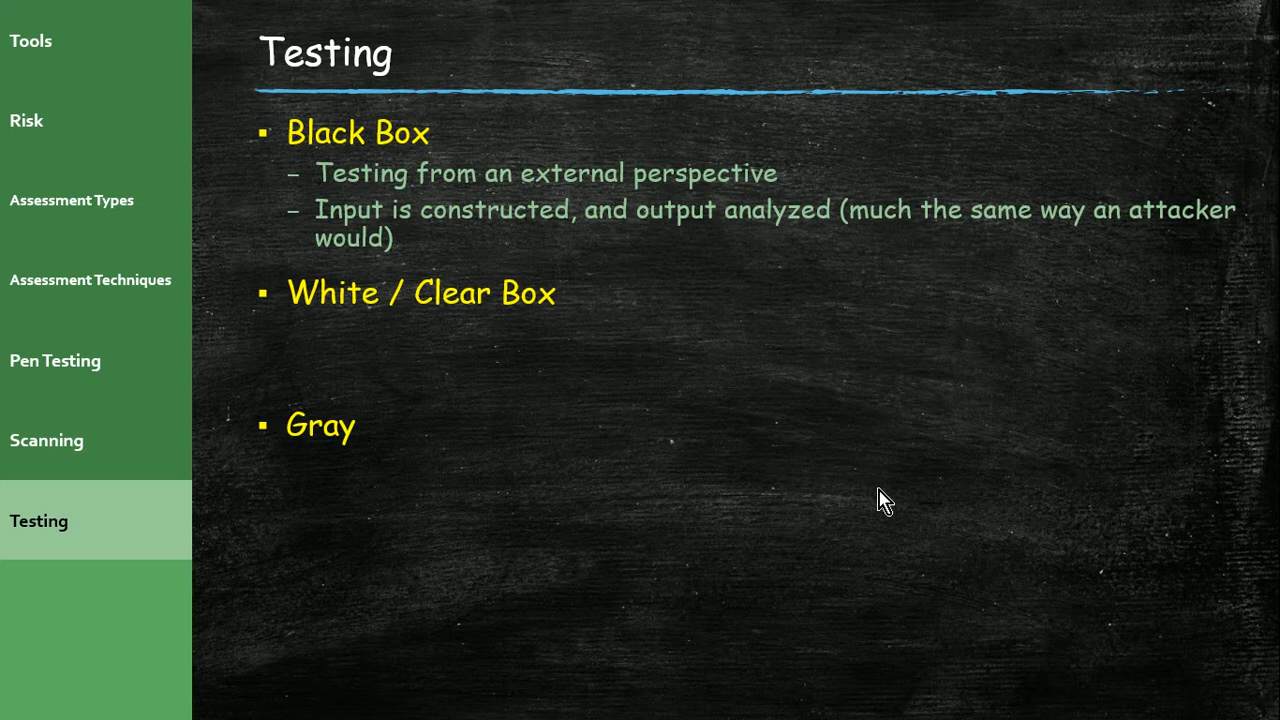 Tools
Risk
Assessment Types
Assessment Techniques
Pen Testing
Scanning
Testing
Testing
▪ Black Box
– Testing from an external perspective
– Input is constructed, and output analyzed (much the same way an attacker
would)
▪ White / Clear Box
▪ Gray